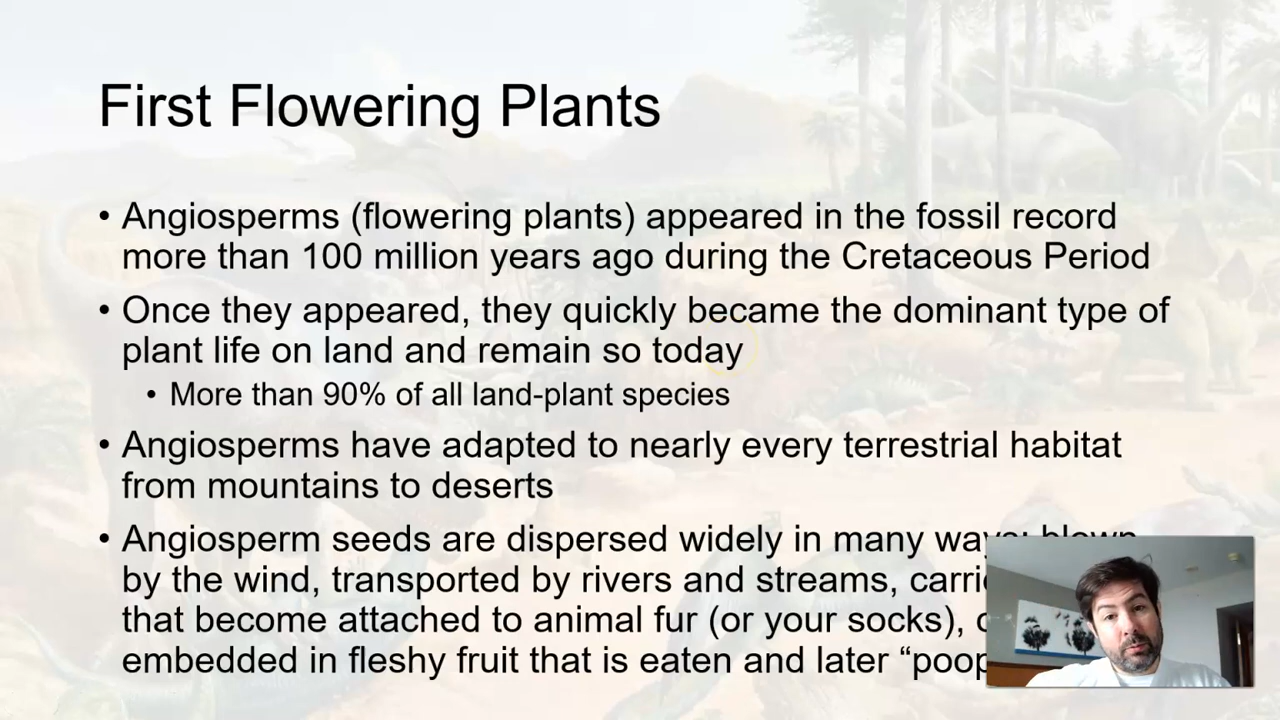 First Flowering Plants
• Angiosperms (flowering plants) appeared in the fossil record
more than 100 million years ago during the Cretaceous Period
• Once they appeared, they quickly became the dominant type of
plant life on land and remain so today
• More than 90% of all land-plant species
• Angiosperms have adapted to nearly every terrestrial habitat
from mountains to deserts
• Angiosperm seeds are dispersed widely in many ways: blown
by the wind, transported by rivers and streams,
that become attached to animal fur (or your socks),
embedded in fleshy fruit that is eaten and later